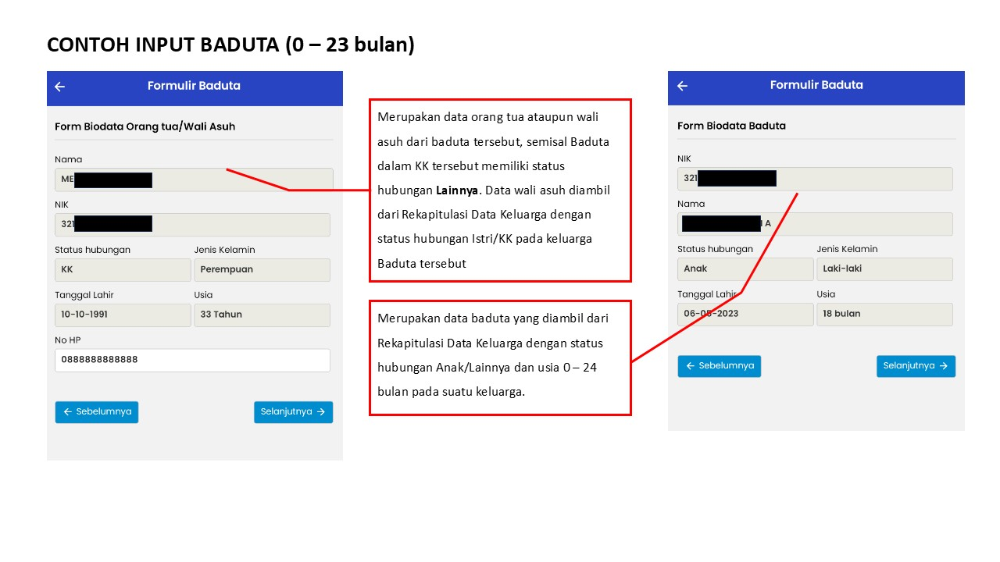 CONTOH INPUT BADUTA (0 – 23 bulan)
Formulir Baduta
Form Biodata Orang tua/Wali Asuh
Nama
ME
NIK
321
Status hubungan
Jenis Kelamin
KK
Perempuan
Tanggal Lahir
Usia
10-10-1991
33 Tahun
No HP
0888888888888
← Sebelumnya
Selanjutnya →
Merupakan data orang tua ataupun wali
asuh dari baduta tersebut, semisal Baduta
dalam KK tersebut memiliki status
hubungan Lainnya. Data wali asuh diambil
dari Rekapitulasi Data Keluarga dengan
status hubungan Istri/KK pada keluarga
Baduta tersebut
Merupakan data baduta yang diambil dari
Rekapitulasi Data Keluarga dengan status
hubungan Anak/Lainnya dan usia 0 – 24
bulan pada suatu keluarga.
Formulir Baduta
Form Biodata Baduta
NIK
321
Nama
A
Status hubungan
Jenis Kelamin
Anak
Laki-laki
Tanggal Lahir
Usia
06-05-2023
18 bulan
← Sebelumnya
Selanjutnya →